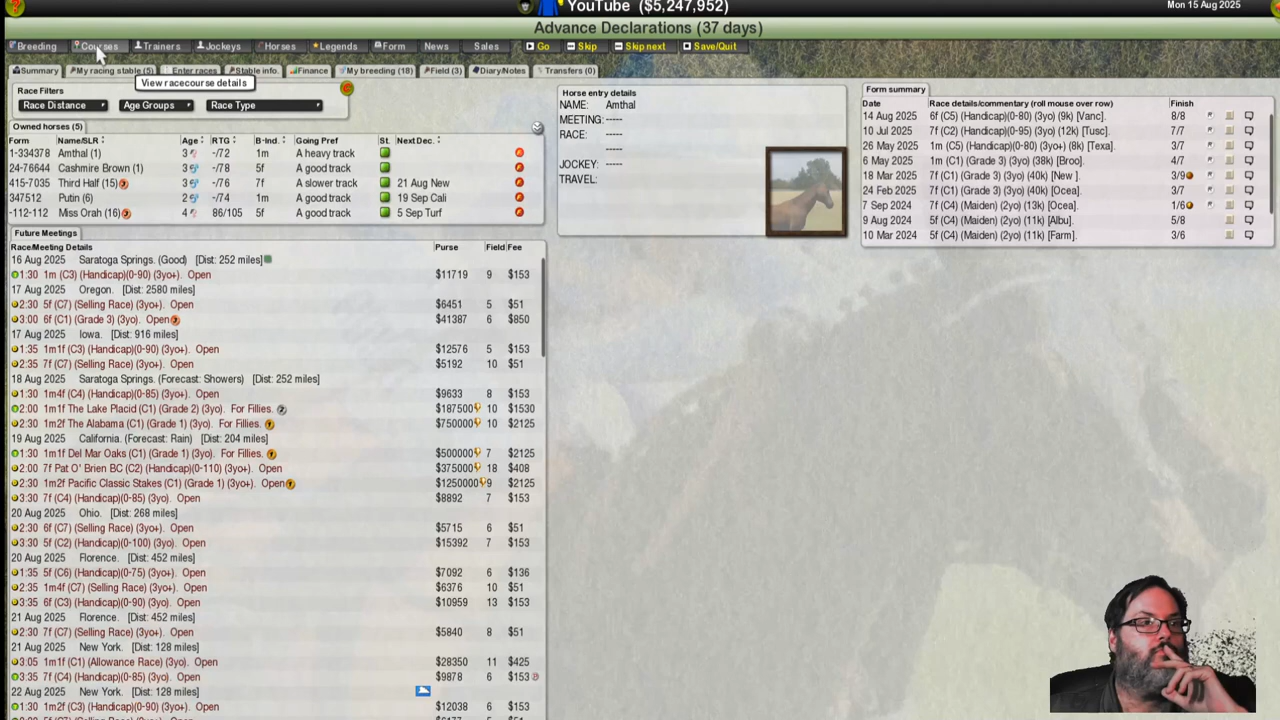 YouTube ($5,247,952)
Mon 15 Aug 2025
Advance Declarations (37 days)
Breeding Courses Trainers Jockeys Horses Legends Form News Sales Go Skip Skip next Save/Quit
Summary My racing stable (5) Enter races Stable info. Finance My breeding (18) Field (3) Diary/Notes Transfers (0)
View racecourse details
Race Filters
Race Distance Age Groups Race Type
Owned horses (5)
Form Name/SLR Age RTG B-Ind. Going Pref St. Next Dec.
1-334378 Amthal (1) 3 -/72 1m A heavy track
24-76644 Cashmire Brown (1) 3 -/78 5f A good track
415-7035 Third Half (15) 3 -/76 7f A slower track 21 Aug New
347512 Putin (6) 2 -/74 1m A good track 19 Sep Cali
-112-112 Miss Orah (16) 4 86/105 5f A good track 5 Sep Turf
Future Meetings
Race/Meeting Details Purse Field Fee
16 Aug 2025 Saratoga Springs. (Good) [Dist: 252 miles]
1:30 1m (C3) (Handicap)(0-90) (3yo+). Open $11719 9 $153
17 Aug 2025 Oregon. [Dist: 2580 miles]
2:30 5f (C7) (Selling Race) (3yo+). Open $6451 5 $51
3:00 6f (C1) (Grade 3) (3yo). Open $41387 6 $850
17 Aug 2025 Iowa. [Dist: 916 miles]
1:35 1m1f (C3) (Handicap)(0-90) (3yo+). Open $12576 5 $153
2:35 7f (C7) (Selling Race) (3yo+). Open $5192 10 $51
18 Aug 2025 Saratoga Springs. (Forecast: Showers) [Dist: 252 miles]
1:30 1m4f (C4) (Handicap)(0-85) (3yo+). Open $9633 8 $153
2:00 1m1f The Lake Placid (C1) (Grade 2) (3yo). For Fillies. $187500 10 $1530
2:30 1m2f The Alabama (C1) (Grade 1) (3yo). For Fillies. $750000 10 $2125
19 Aug 2025 California. (Forecast: Rain) [Dist: 204 miles]
1:30 1m1f Del Mar Oaks (C1) (Grade 1) (3yo). For Fillies. $500000 7 $2125
2:00 7f Pat O' Brien BC (C2) (Handicap)(0-110) (3yo+). Open $375000 18 $408
2:30 1m2f Pacific Classic Stakes (C1) (Grade 1) (3yo+). Open $1250000 9 $2125
3:30 7f (C4) (Handicap)(0-85) (3yo). Open $8892 7 $153
20 Aug 2025 Ohio. [Dist: 268 miles]
2:30 6f (C7) (Selling Race) (3yo+). Open $5715 6 $51
3:30 5f (C2) (Handicap)(0-100) (3yo+). Open $15392 7 $153
20 Aug 2025 Florence. [Dist: 452 miles]
1:35 5f (C6) (Handicap)(0-75) (3yo+). Open $7092 6 $136
2:35 1m4f (C7) (Selling Race) (3yo+). Open $6376 10 $51
3:35 6f (C3) (Handicap)(0-90) (3yo). Open $10959 13 $153
21 Aug 2025 Florence. [Dist: 452 miles]
2:30 7f (C7) (Selling Race) (3yo+). Open $5840 8 $51
21 Aug 2025 New York. [Dist: 128 miles]
3:05 1m1f (C1) (Allowance Race) (3yo). Open $28350 11 $425
3:35 7f (C4) (Handicap)(0-85) (3yo). Open $9878 6 $153
22 Aug 2025 New York. [Dist: 128 miles]
1:30 1m2f (C3) (Handicap)(0-90) (3yo+). Open $12038 6 $153
Horse entry details
NAME: Amthal
MEETING: -----
RACE: -----
-----
JOCKEY: -----
TRAVEL:
Form summary
Date Race details/commentary (roll mouse over row) Finish
14 Aug 2025 6f (C5) (Handicap)(0-80) (3yo) (9k) [Vanc]. 8/8
10 Jul 2025 7f (C2) (Handicap)(0-95) (3yo) (12k) [Tusc]. 7/7
26 May 2025 1m (C5) (Handicap)(0-80) (3yo+) (8k) [Texa]. 3/7
6 May 2025 1m (C1) (Grade 3) (3yo) (38k) [Broo]. 4/7
18 Mar 2025 7f (C1) (Grade 3) (3yo) (40k) [New ]. 3/9
24 Feb 2025 7f (C1) (Grade 3) (3yo) (40k) [Ocea]. 3/7
7 Sep 2024 7f (C4) (Maiden) (2yo) (13k) [Ocea]. 1/6
9 Aug 2024 5f (C4) (Maiden) (2yo) (11k) [Albu]. 5/8
10 Mar 2024 5f (C4) (Maiden) (2yo) (11k) [Farm]. 3/6